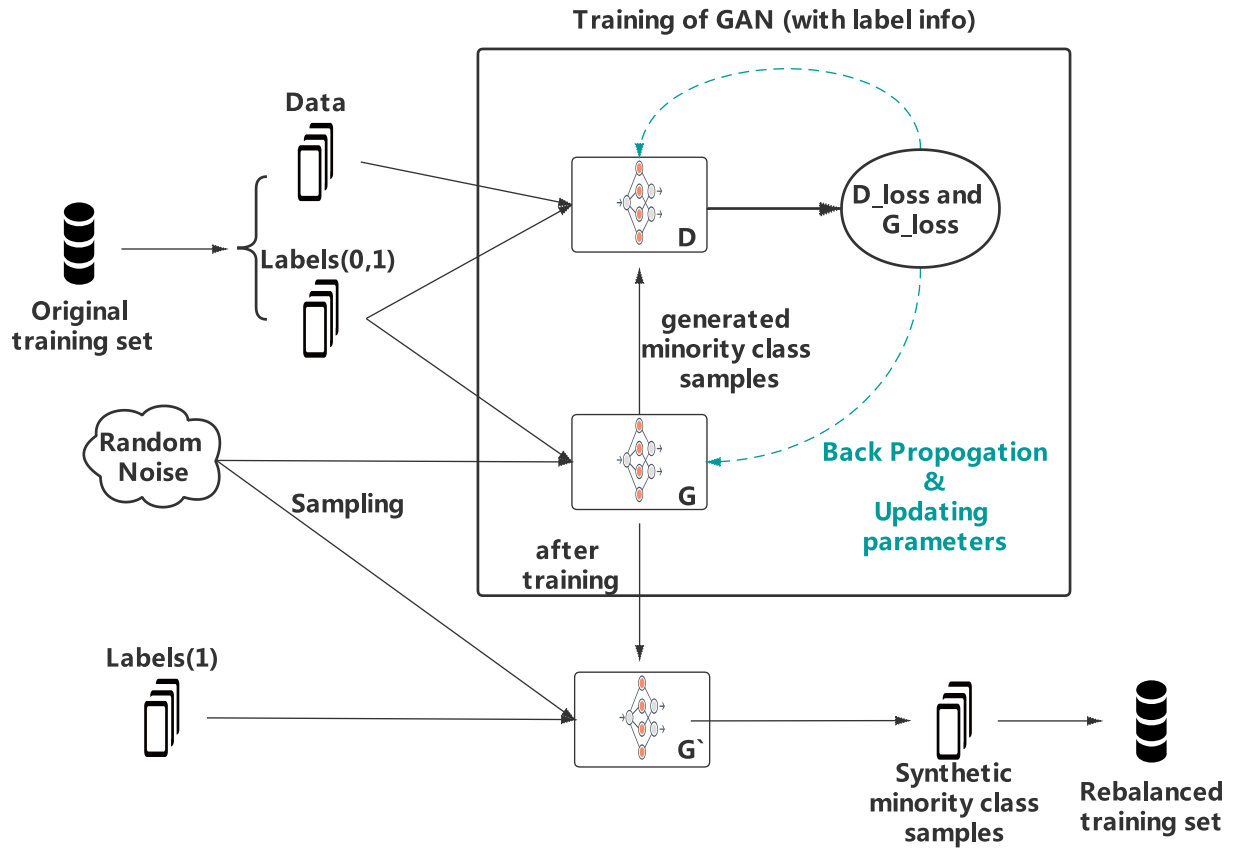 Training of GAN (with label info)
Data
Labels(0,1)
Original
training set
D
D_loss and
G_loss
generated
minority class
samples
Random
Noise
Sampling
G
Back Propogation
&
Updating
parameters
after
training
Labels(1)
G`
Synthetic
minority class
samples
Rebalanced
training set